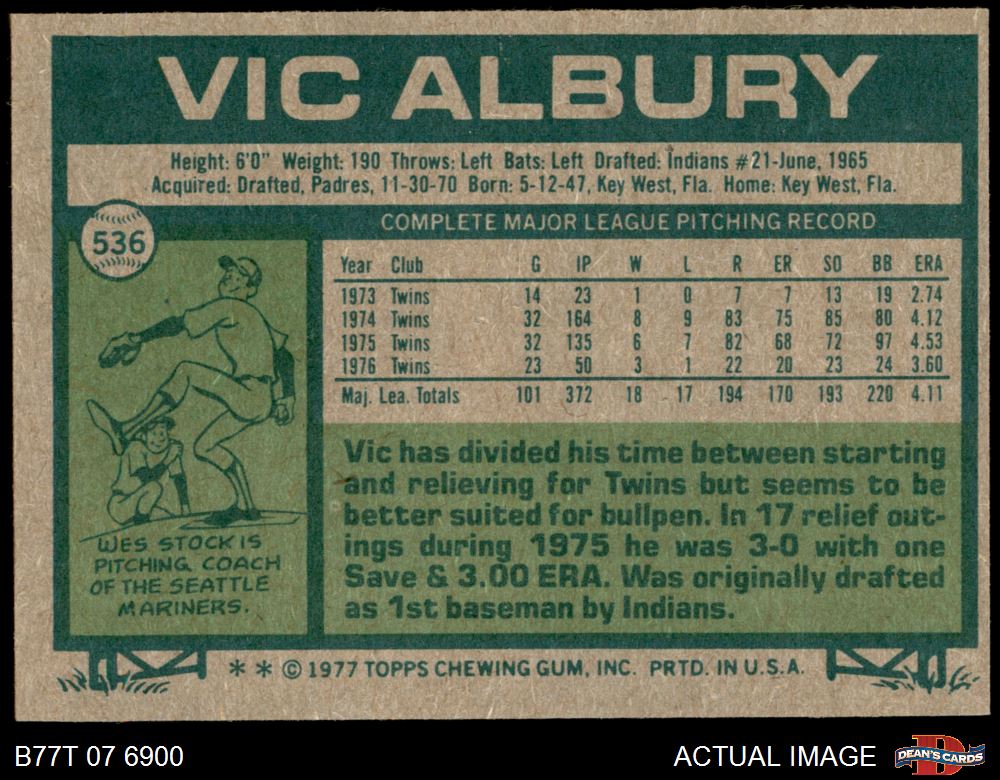 VIC ALBURY
Height: 6'0" Weight: 190 Throws: Left Bats: Left Drafted: Indians #21-June, 1965
Acquired: Drafted, Padres, 11-30-70 Born: 5-12-47, Key West, Fla. Home: Key West, Fla.
536
COMPLETE MAJOR LEAGUE PITCHING RECORD
Year Club G IP W L R ER SO BB ERA
1973 Twins 14 23 1 0 7 7 13 19 2.74
1974 Twins 32 164 8 9 83 75 85 80 4.12
1975 Twins 32 135 6 7 82 68 72 97 4.53
1976 Twins 23 50 3 1 22 20 23 24 3.60
Maj. Lea. Totals 101 372 18 17 194 170 193 220 4.11
WES STOCK IS
PITCHING COACH
OF THE SEATTLE
MARINERS.
Vic has divided his time between starting
and relieving for Twins but seems to be
better suited for bullpen. In 17 relief out-
ings during 1975 he was 3-0 with one
Save & 3.00 ERA. Was originally drafted
as 1st baseman by Indians.
* * © 1977 TOPPS CHEWING GUM, INC. PRTD. IN U.S.A.
B77T 07 6900
ACTUAL IMAGE
D
DEAN'S CARDS